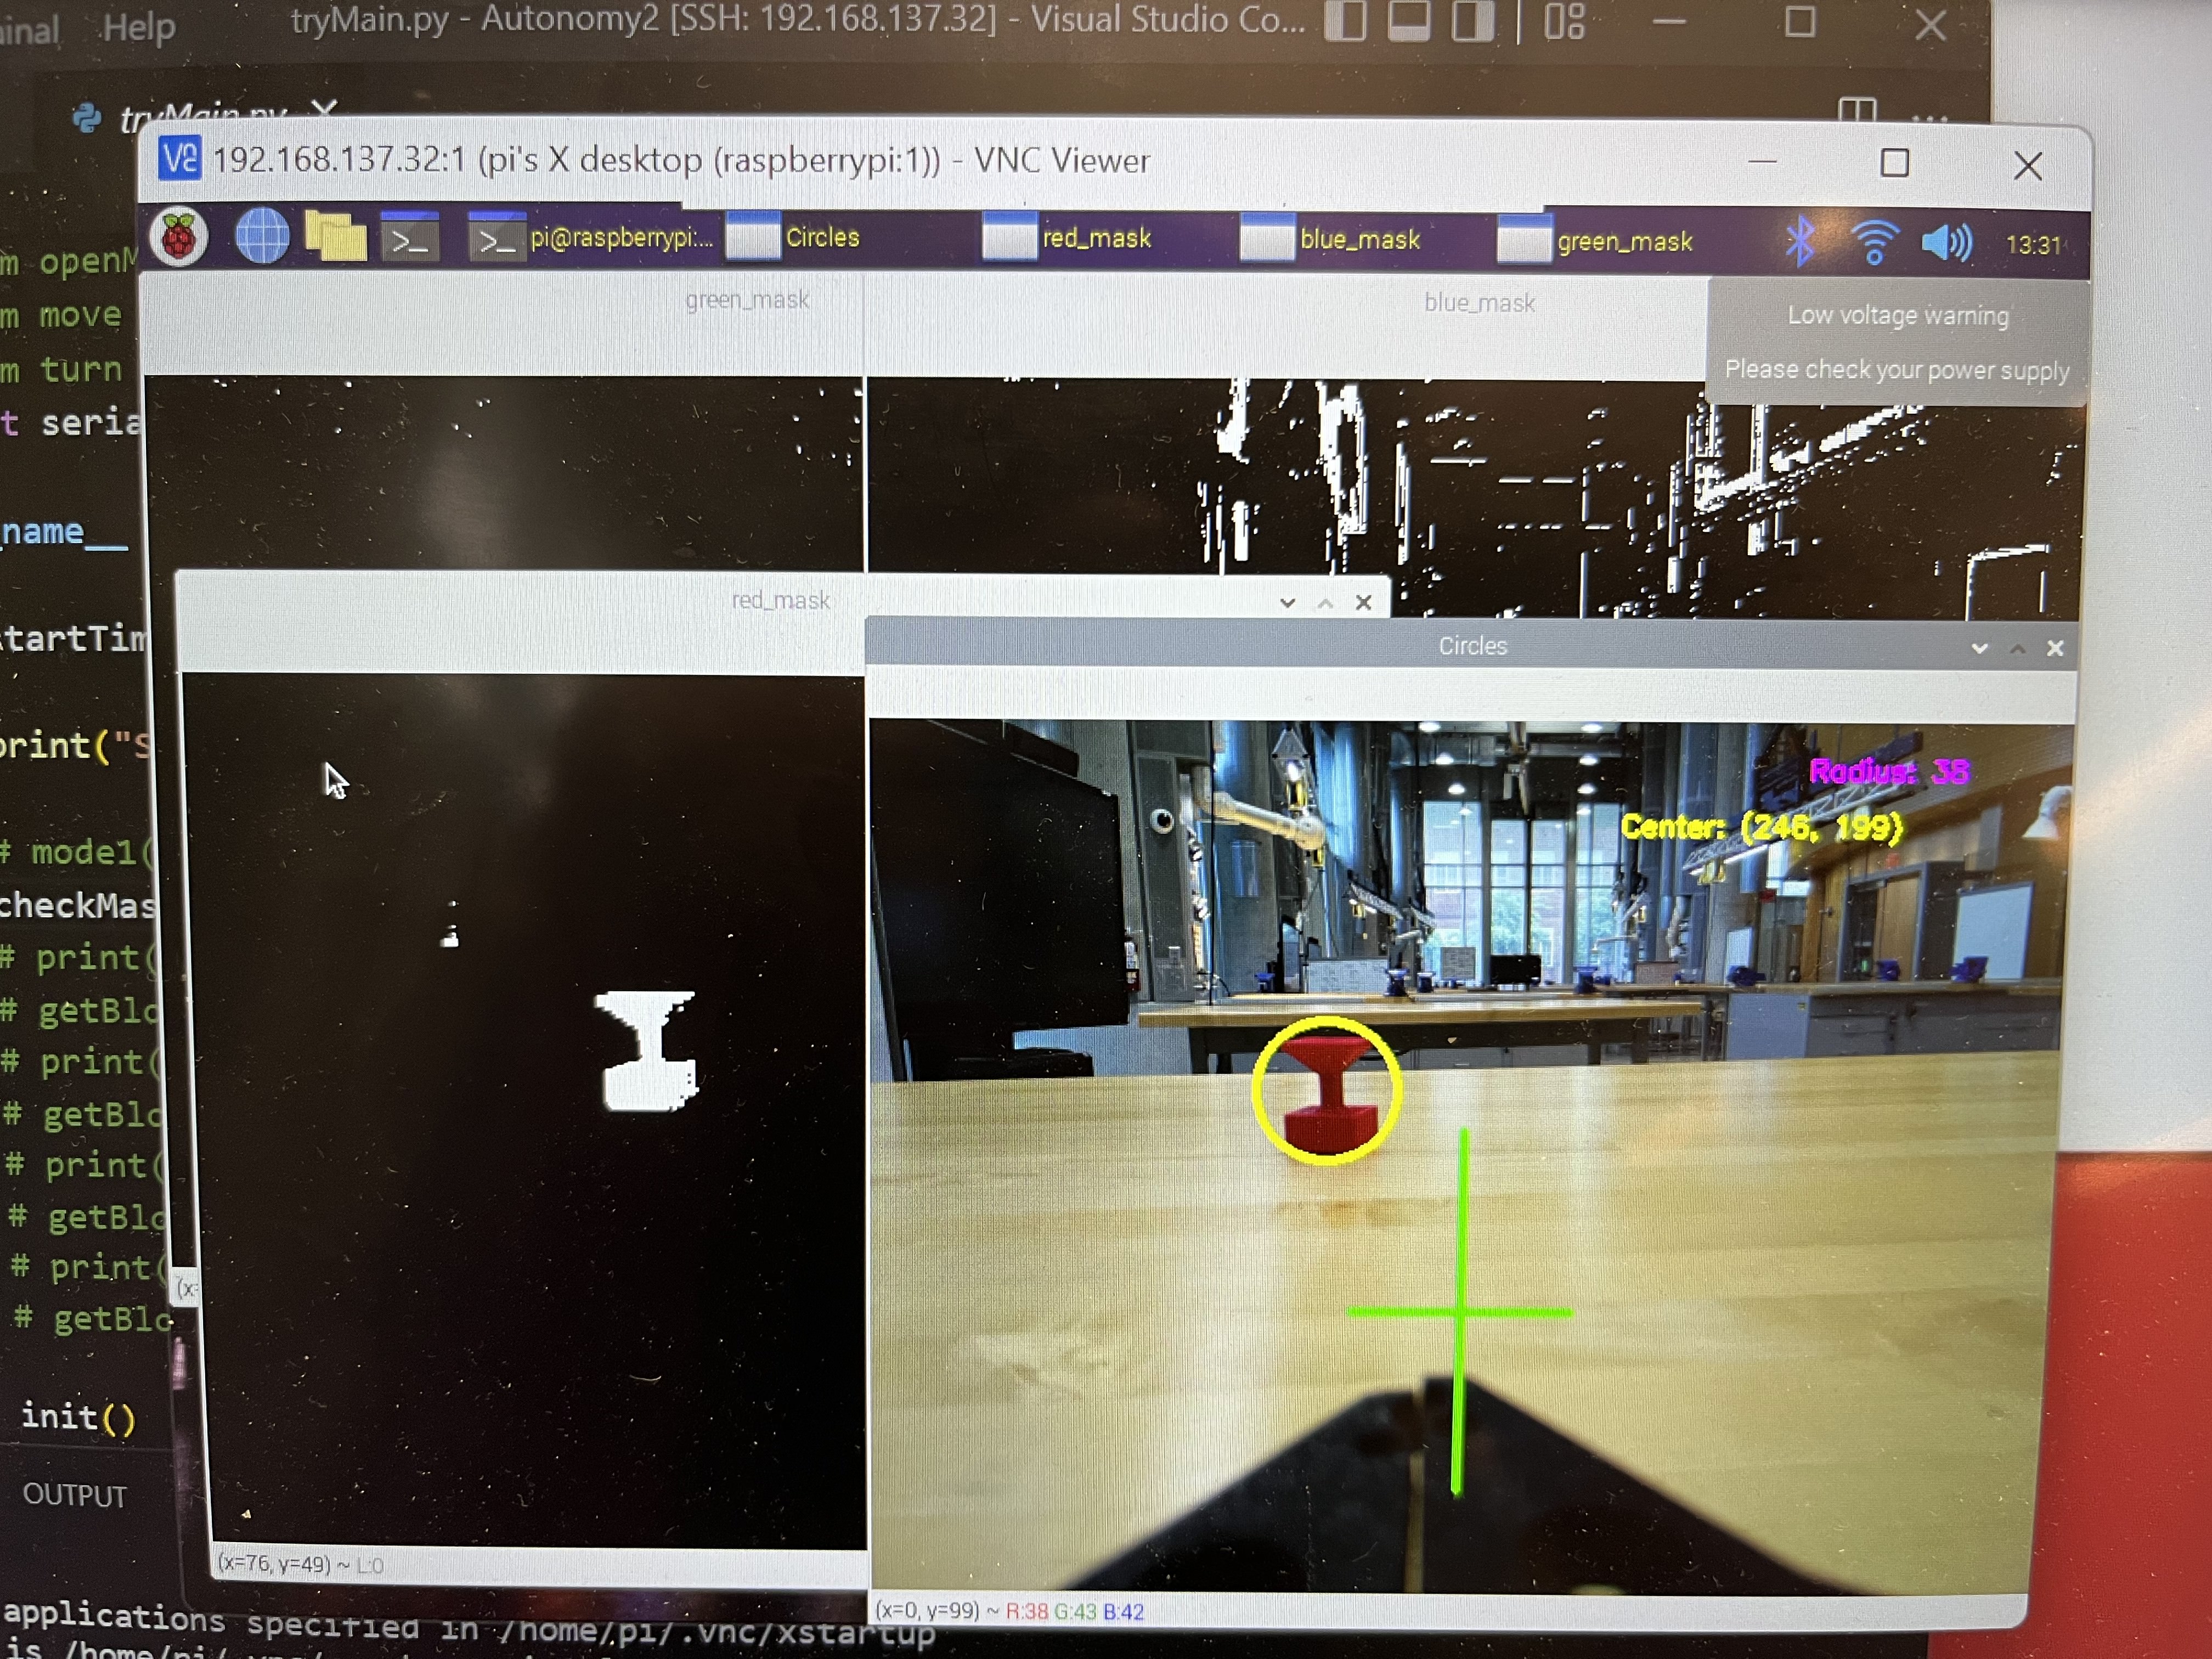 Help
tryMain.py - Autonomy2 [SSH: 192.168.137.32] - Visual Studio Co...
tryMain.py
192.168.137.32:1 (pi's X desktop (raspberrypi:1)) - VNC Viewer
pi@raspberrypi:...
Circles
red_mask
blue_mask
green_mask
13:31
m openM
m move
m turn
t seria
name__
tartTim
print("S
# mode1(
checkMas
# print(
# getBlo
# print(
# getBlo
# print(
# getBlo
# print(
# getBlo
init()
OUTPUT
green_mask
blue_mask
Low voltage warning
Please check your power supply
red_mask
Circles
Radius: 38
Center: (246, 199)
(x=76, y=49) ~ L:0
(x=0, y=99) ~ R:38 G:43 B:42
applications specified in /home/pi/.vnc/xstartup
is /home/pi/.vnc/